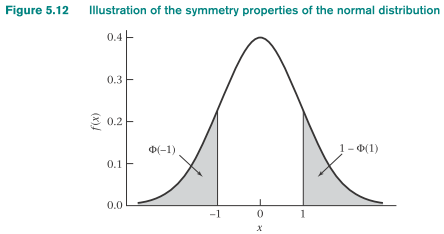 Figure 5.12 Illustration of the symmetry properties of the normal distribution
0.4
0.3
0.2
0.1
0.0
f(x)
Φ(–1)
1 – Φ(1)
–1 0 1
x